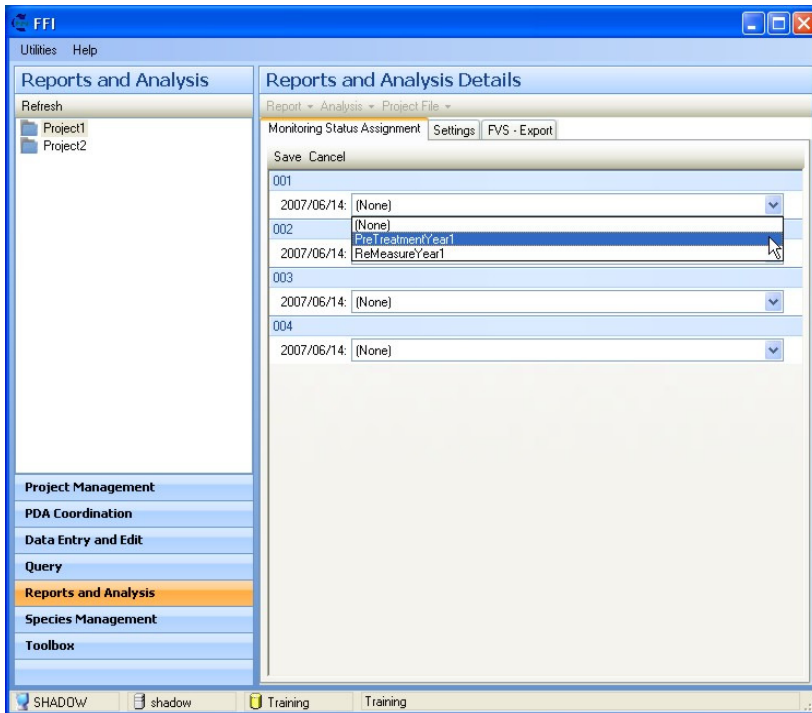 FFI
Utilities Help
Reports and Analysis
Refresh
Project1
Project2
Project Management
PDA Coordination
Data Entry and Edit
Query
Reports and Analysis
Species Management
Toolbox
Reports and Analysis Details
Report Analysis Project File
Monitoring Status Assignment Settings FVS - Export
Save Cancel
001
2007/06/14: (None)
(None)
PreTreatmentYear1
ReMeasureYear1
002
2007/06/14:
003
2007/06/14: (None)
004
2007/06/14: (None)
SHADOW shadow Training Training